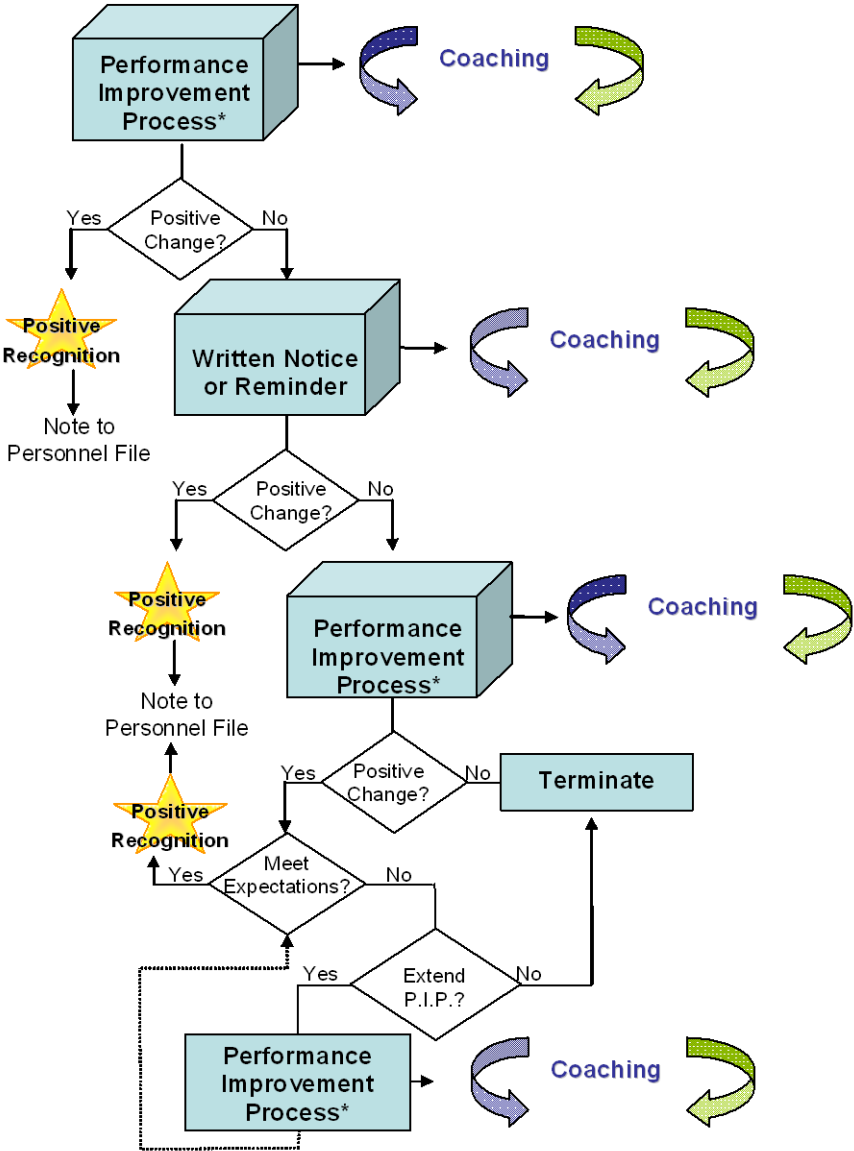 Performance
Improvement
Process*
Coaching
Yes
Positive
Change?
No
Positive
Recognition
Note to
Personnel File
Written Notice
or Reminder
Coaching
Yes
Positive
Change?
No
Positive
Recognition
Note to
Personnel File
Performance
Improvement
Process*
Coaching
Yes
Positive
Change?
No
Terminate
Positive
Recognition
Yes
Meet
Expectations?
No
Yes
Extend
P.I.P.?
No
Performance
Improvement
Process*
Coaching